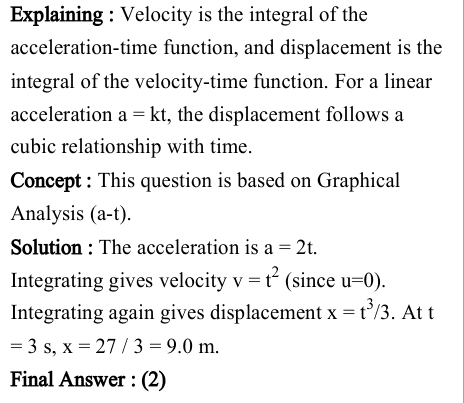 Explaining : Velocity is the integral of the
acceleration-time function, and displacement is the
integral of the velocity-time function. For a linear
acceleration a = kt, the displacement follows a
cubic relationship with time.
Concept : This question is based on Graphical
Analysis (a-t).
Solution : The acceleration is a = 2t.
Integrating gives velocity v = t² (since u=0).
Integrating again gives displacement x = t³/3. At t
= 3 s, x = 27 / 3 = 9.0 m.
Final Answer : (2)